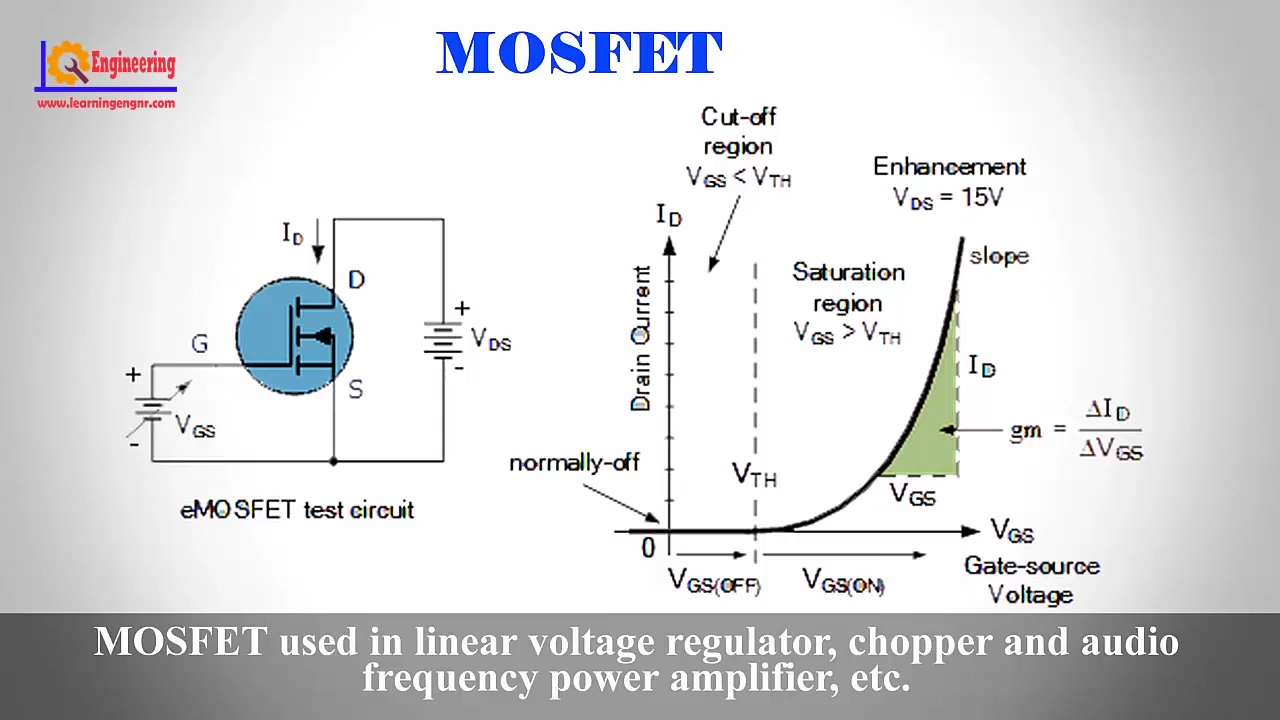 MOSFET
Engineering
www.learningengnr.com
Cut-off
region
VGS < VTH
Enhancement
VDS = 15V
ID
ID
slope
D
Saturation
region
VGS > VTH
Drain Current
+
VDS
-
G
S
+
VGS
-
ID
gm = ΔID
ΔVGS
normally-off
VTH
VGS
eMOSFET test circuit
0
VGS
VGS(OFF)
VGS(ON)
Gate-source
Voltage
MOSFET used in linear voltage regulator, chopper and audio
frequency power amplifier, etc.